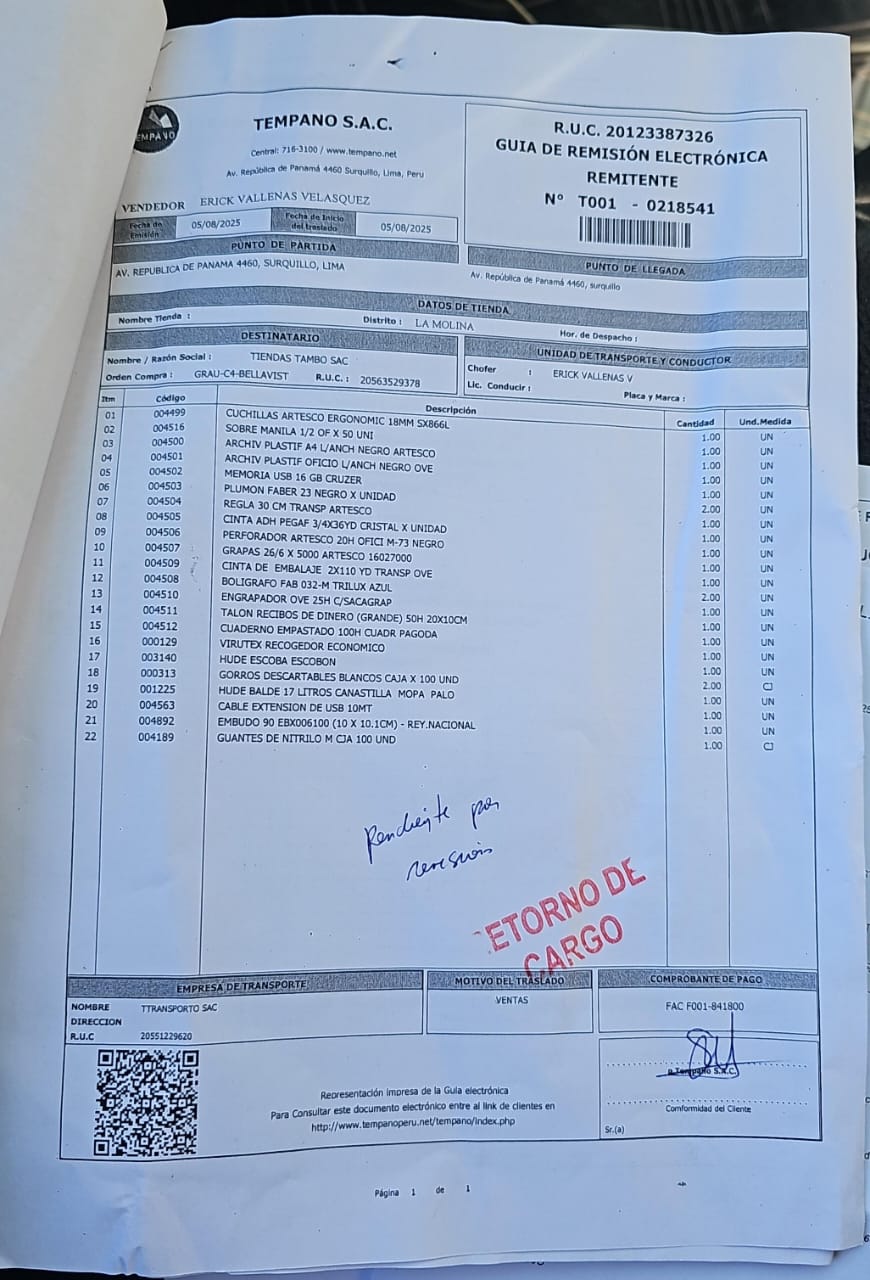 TEMPANO S.A.C.
Central: 716-3100 / www.tempano.net
Av. República de Panamá 4460 Surquillo, Lima, Peru
R.U.C. 20123387326
GUIA DE REMISIÓN ELECTRÓNICA
REMITENTE
N° T001 - 0218541
VENDEDOR ERICK VALLENAS VELASQUEZ
Fecha de Emisión 05/08/2025 Fecha de Inicio del traslado 05/08/2025
PUNTO DE PARTIDA
AV. REPUBLICA DE PANAMA 4460, SURQUILLO, LIMA
PUNTO DE LLEGADA
Av. República de Panamá 4460, surquillo
DATOS DE TIENDA
Nombre Tienda : Distrito : LA MOLINA Hor. de Despacho :
DESTINATARIO
Nombre / Razón Social : TIENDAS TAMBO SAC
Orden Compra : GRAU-C4-BELLAVIST R.U.C. : 20563529378
UNIDAD DE TRANSPORTE Y CONDUCTOR
Chofer : ERICK VALLENAS V
Lic. Conducir : Placa y Marca :
Itm Código Descripción Cantidad Und.Medida
01 004499 CUCHILLAS ARTESCO ERGONOMIC 18MM SX866L 1.00 UN
02 004516 SOBRE MANILA 1/2 OF X 50 UNI 1.00 UN
03 004500 ARCHIV PLASTIF A4 L/ANCH NEGRO ARTESCO 1.00 UN
04 004501 ARCHIV PLASTIF OFICIO L/ANCH NEGRO OVE 1.00 UN
05 004502 MEMORIA USB 16 GB CRUZER 1.00 UN
06 004503 PLUMON FABER 23 NEGRO X UNIDAD 2.00 UN
07 004504 REGLA 30 CM TRANSP ARTESCO 1.00 UN
08 004505 CINTA ADH PEGAF 3/4X36YD CRISTAL X UNIDAD 1.00 UN
09 004506 PERFORADOR ARTESCO 20H OFICI M-73 NEGRO 1.00 UN
10 004507 GRAPAS 26/6 X 5000 ARTESCO 16027000 1.00 UN
11 004509 CINTA DE EMBALAJE 2X110 YD TRANSP OVE 1.00 UN
12 004508 BOLIGRAFO FAB 032-M TRILUX AZUL 2.00 UN
13 004510 ENGRAPADOR OVE 25H C/SACAGRAP 1.00 UN
14 004511 TALON RECIBOS DE DINERO (GRANDE) 50H 20X10CM 1.00 UN
15 004512 CUADERNO EMPASTADO 100H CUADR PAGODA 1.00 UN
16 000129 VIRUTEX RECOGEDOR ECONOMICO 1.00 UN
17 003140 HUDE ESCOBA ESCOBON 1.00 UN
18 000313 GORROS DESCARTABLES BLANCOS CAJA X 100 UND 2.00 CJ
19 001225 HUDE BALDE 17 LITROS CANASTILLA MOPA PALO 1.00 UN
20 004563 CABLE EXTENSION DE USB 10MT 1.00 UN
21 004892 EMBUDO 90 EBX006100 (10 X 10.1CM) - REY.NACIONAL 1.00 UN
22 004189 GUANTES DE NITRILO M CJA 100 UND 1.00 CJ
Pendiente por
revision
RETORNO DE
CARGO
EMPRESA DE TRANSPORTE
NOMBRE TTRANSPORTO SAC
DIRECCION
R.U.C 20551229620
MOTIVO DEL TRASLADO
VENTAS
COMPROBANTE DE PAGO
FAC F001-841800
P.Tempano S.A.C.
Conformidad del Cliente
Sr.(a)
Representación impresa de la Guía electrónica
Para Consultar este documento electrónico entre al link de clientes en
http://www.tempanoperu.net/tempano/index.php
Página 1 de 1